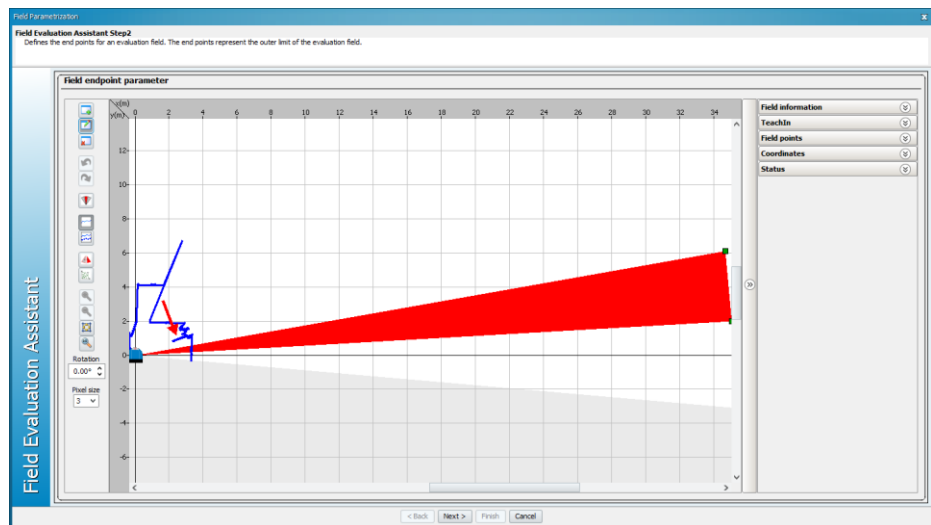 Field Parametrization
Field Evaluation Assistant Step2
Defines the end points for an evaluation field. The end points represent the outer limit of the evaluation field.
Field Evaluation Assistant
Field endpoint parameter
x(m)
y(m)
0 2 4 6 8 10 12 14 16 18 20 22 24 26 28 30 32 34
12
10
8
6
4
2
0
-2
-4
-6
Rotation
0.00°
Pixel size
3
Field information
TeachIn
Field points
Coordinates
Status
< Back Next > Finish Cancel